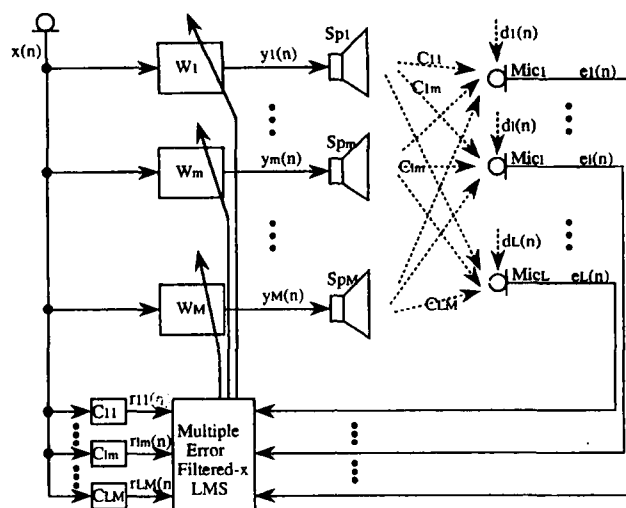 x(n)
W1
y1(n)
Sp1
C11
C1m
d1(n)
Mic1
e1(n)
Wm
ym(n)
Spm
Clm
dl(n)
Micl
el(n)
WM
yM(n)
SpM
CLM
dL(n)
MicL
eL(n)
C11
r11(n)
Clm
rlm(n)
CLM
rLM(n
Multiple
Error
Filtered-x
LMS